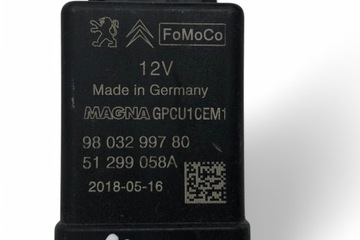 FoMoCo
12V
Made in Germany
MAGNA GPCU1CEM1
98 032 997 80
51 299 058A
2018-05-16